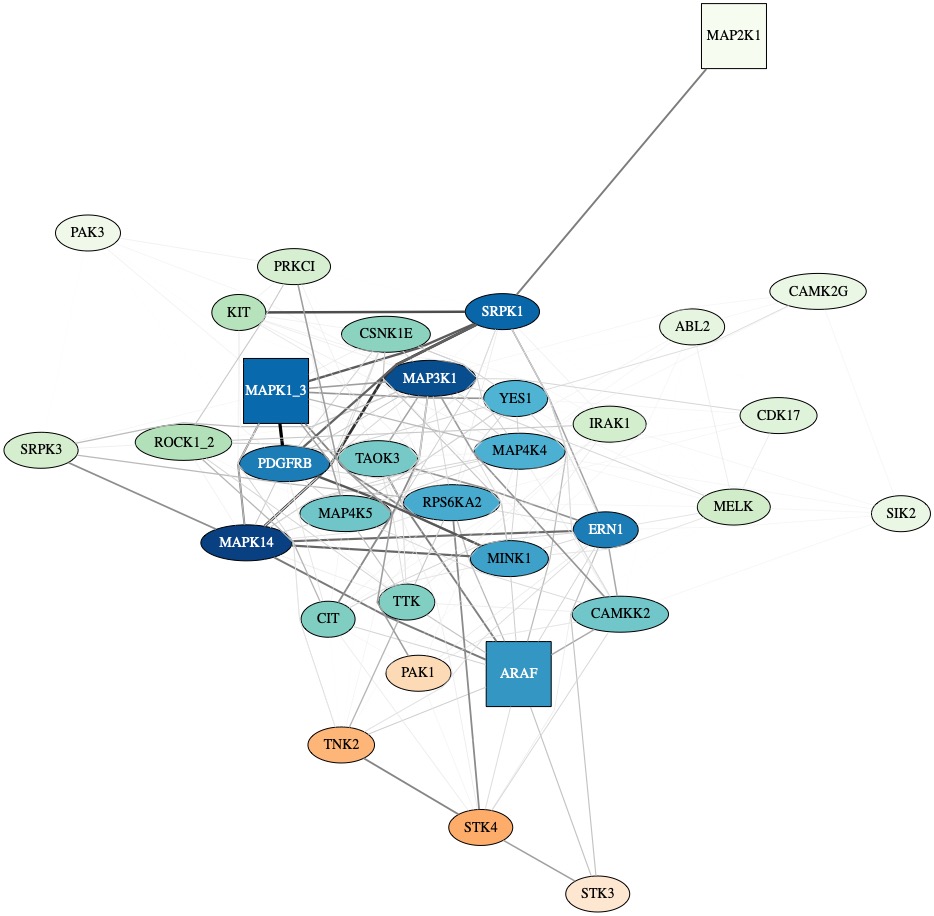 MAP2K1
PAK3
PRKCI
CAMK2G
KIT
SRPK1
ABL2
CSNK1E
MAP3K1
MAPK1_3
YES1
CDK17
IRAK1
ROCK1_2
SRPK3
MAP4K4
TAOK3
PDGFRB
RPS6KA2
MELK
MAP4K5
SIK2
ERN1
MAPK14
MINK1
TTK
CAMKK2
CIT
PAK1
ARAF
TNK2
STK4
STK3